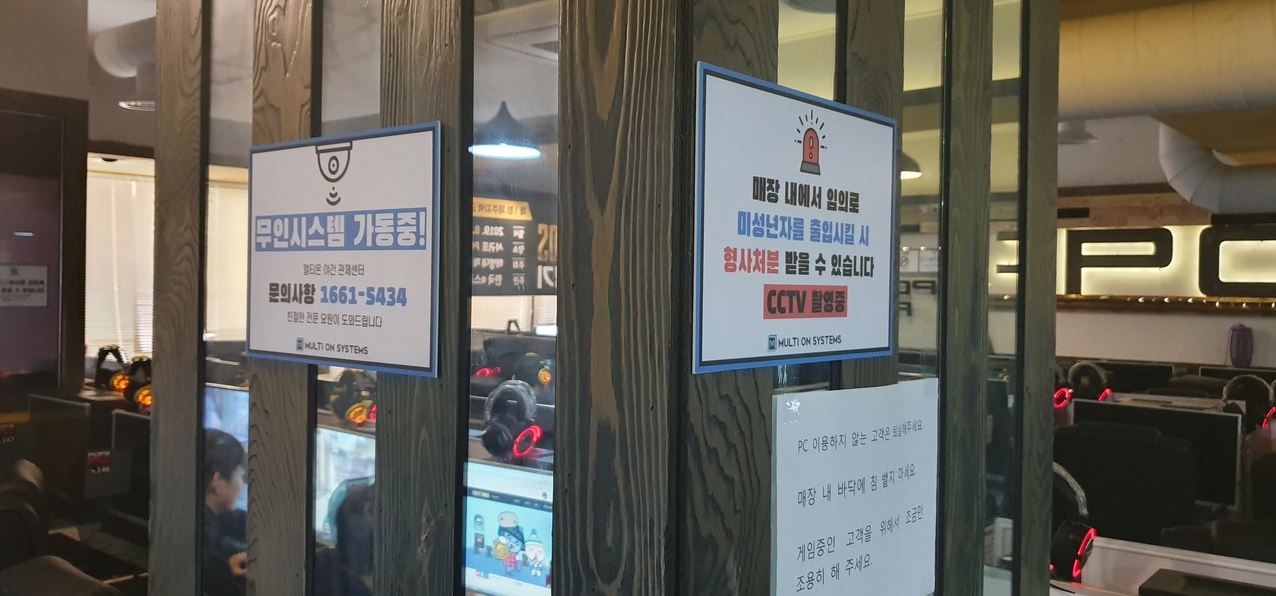 무인시스템 가동중!
멀티온 야간 관제센터
문의사항 1661-5434
친절한 전문 요원이 도와드립니다
MULTI ON SYSTEMS
매장 내에서 임의로
미성년자를 출입시킬 시
형사처분 받을 수 있습니다
CCTV 촬영중
MULTI ON SYSTEMS
PC 이용하지 않는 고객은 퇴실해주세요.
매장 내 바닥에 침 뱉지 마세요.
게임중인 고객을 위해서 조금만
조용히 해 주세요.
2019.
PC